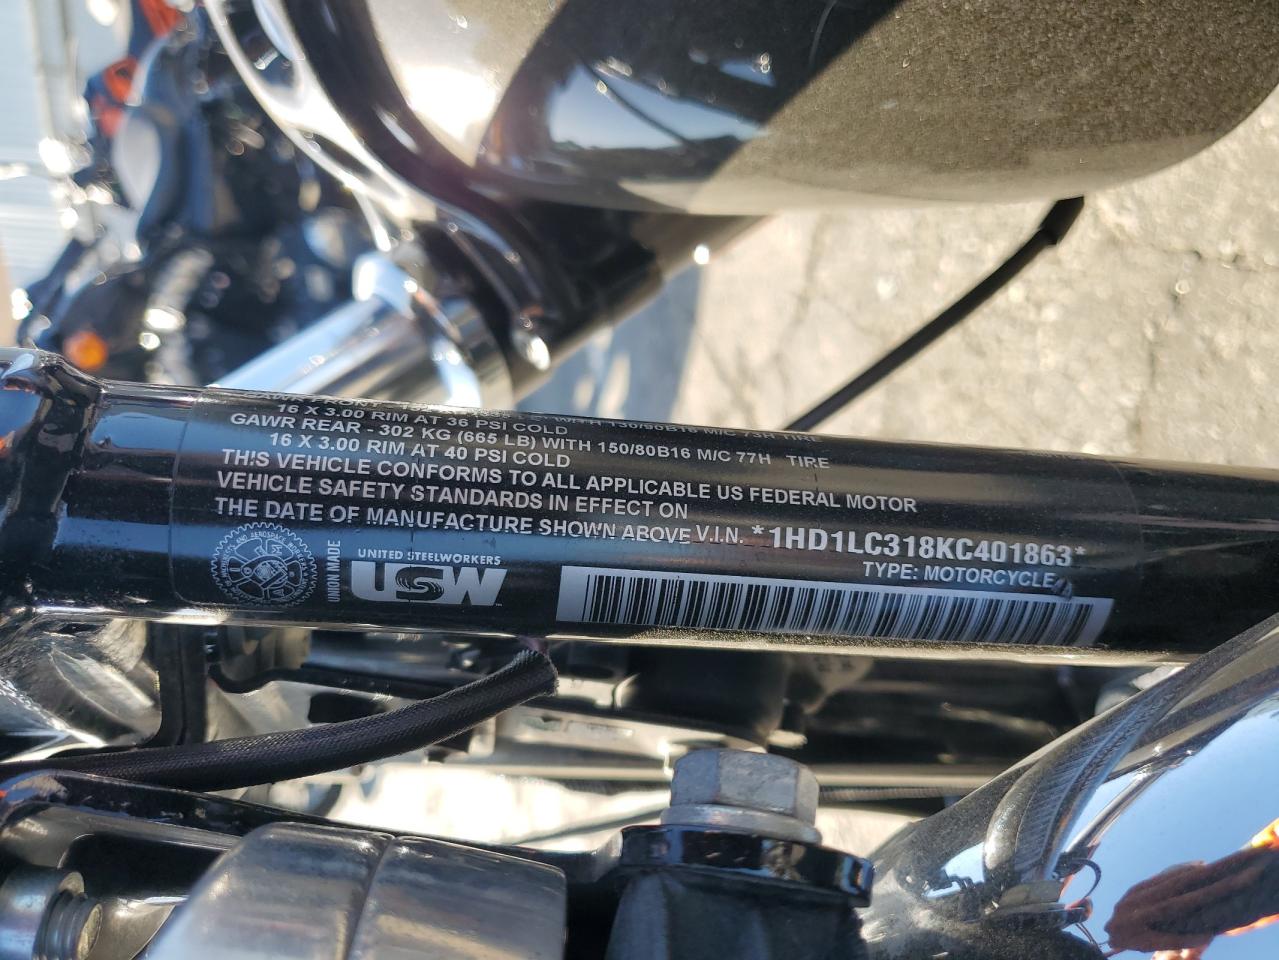 16 X 3.00 RIM AT 36 PSI COLD
GAWR REAR - 302 KG (665 LB) WITH 150/80B16 M/C 77H TIRE
16 X 3.00 RIM AT 40 PSI COLD
THIS VEHICLE CONFORMS TO ALL APPLICABLE US FEDERAL MOTOR
VEHICLE SAFETY STANDARDS IN EFFECT ON
THE DATE OF MANUFACTURE SHOWN ABOVE V.I.N. *1HD1LC318KC401863*
TYPE: MOTORCYCLE
UNION MADE
UNITED STEELWORKERS
USW